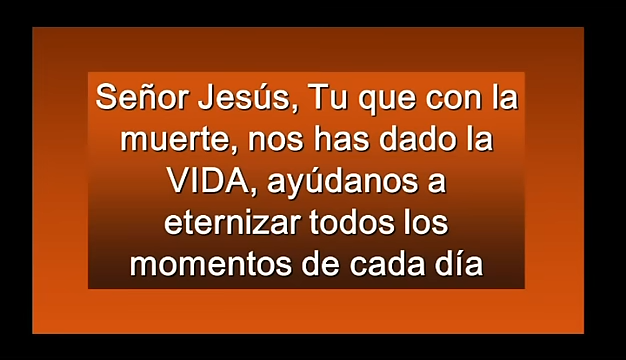 Señor Jesús, Tu que con la
muerte, nos has dado la
VIDA, ayúdanos a
eternizar todos los
momentos de cada día